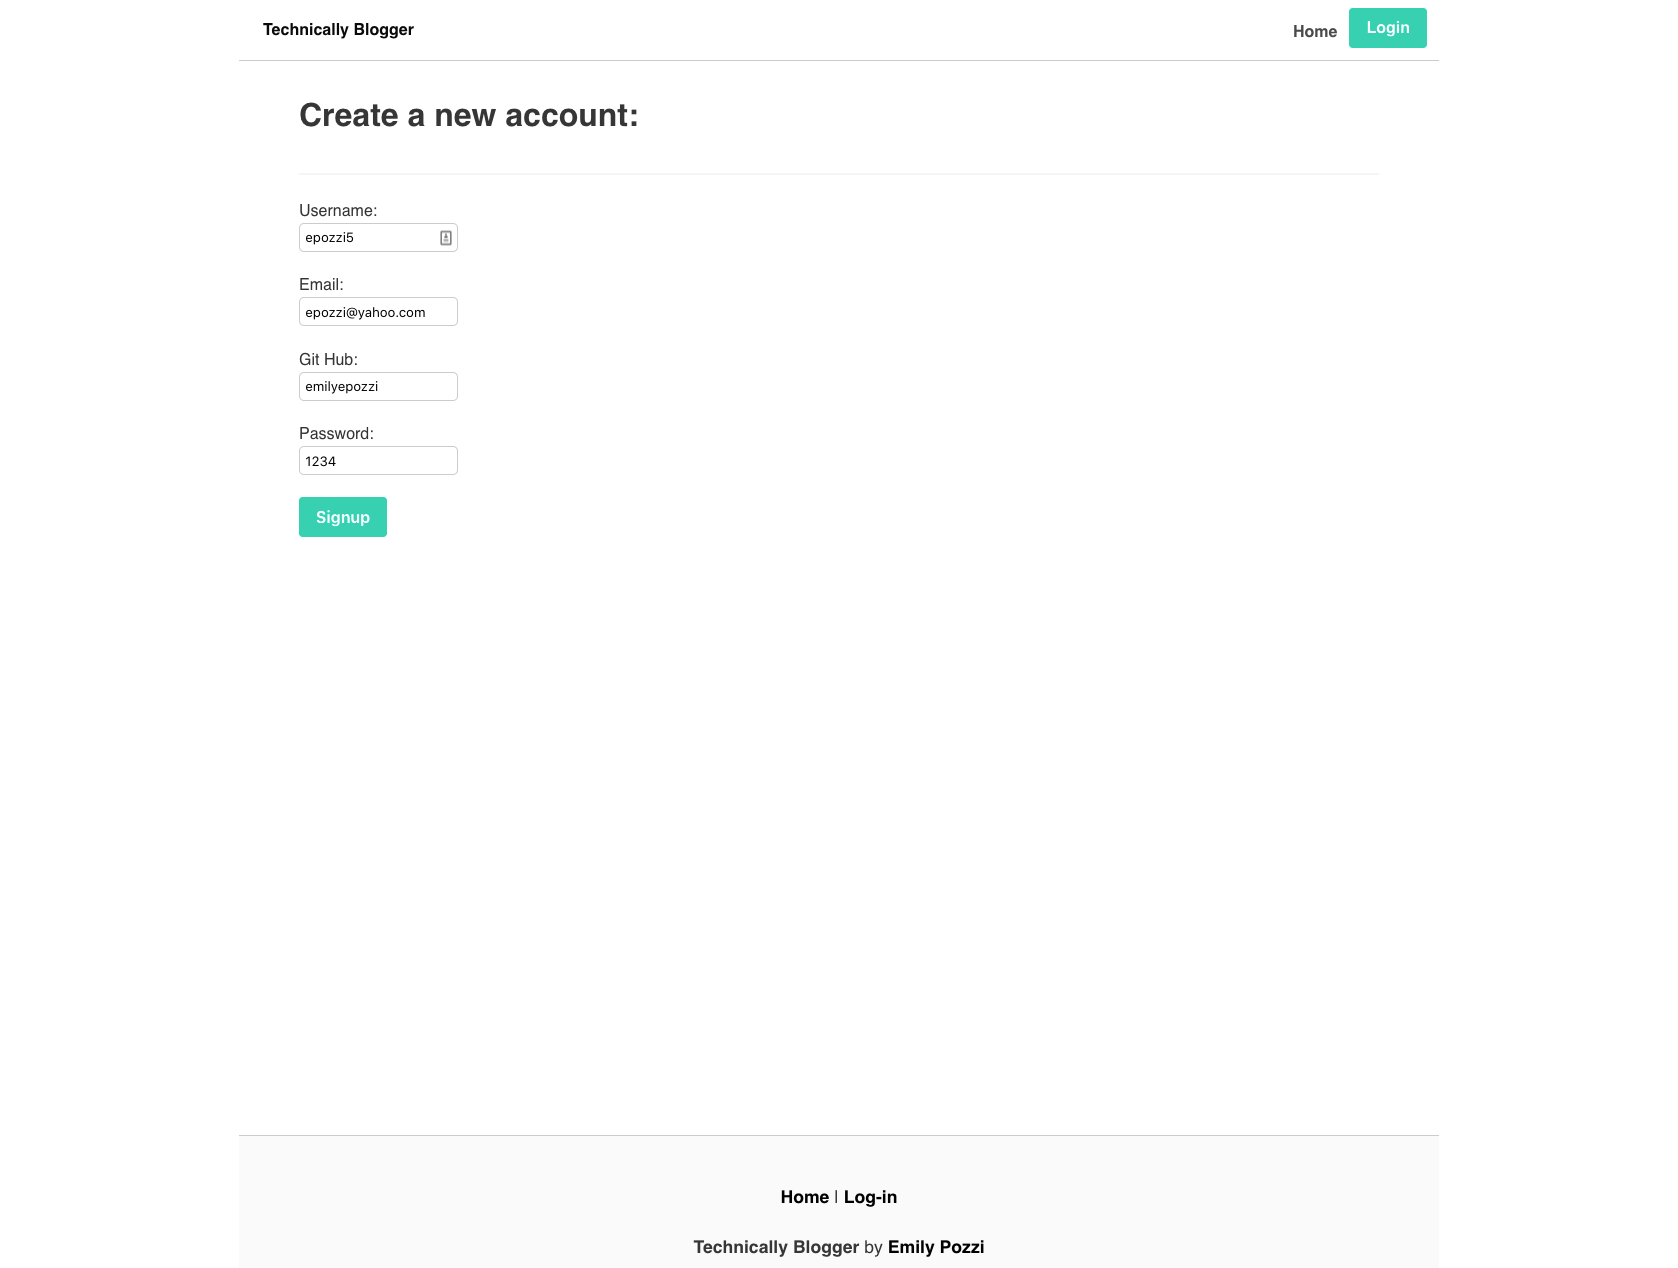 Technically Blogger
Home
Login
Create a new account:
Username:
epozzi5
Email:
epozzi@yahoo.com
Git Hub:
emilyepozzi
Password:
1234
Signup
Home | Log-in
Technically Blogger by Emily Pozzi